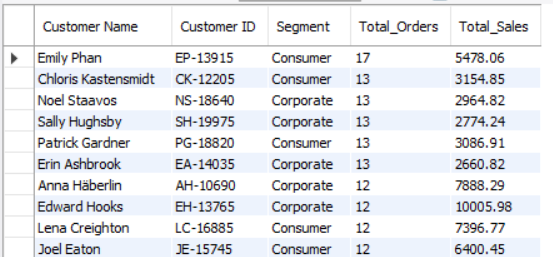 Customer Name Customer ID Segment Total_Orders Total_Sales
Emily Phan EP-13915 Consumer 17 5478.06
Chloris Kastensmidt CK-12205 Consumer 13 3154.85
Noel Staavos NS-18640 Corporate 13 2964.82
Sally Hughsby SH-19975 Corporate 13 2774.24
Patrick Gardner PG-18820 Consumer 13 3086.91
Erin Ashbrook EA-14035 Corporate 13 2660.82
Anna Häberlin AH-10690 Corporate 12 7888.29
Edward Hooks EH-13765 Corporate 12 10005.98
Lena Creighton LC-16885 Consumer 12 7396.77
Joel Eaton JE-15745 Consumer 12 6400.45